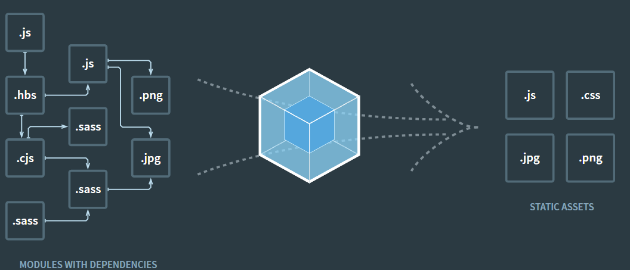 .js
.js
.hbs
.png
.sass
.cjs
.jpg
.sass
.sass
MODULES WITH DEPENDENCIES
.js
.css
.jpg
.png
STATIC ASSETS